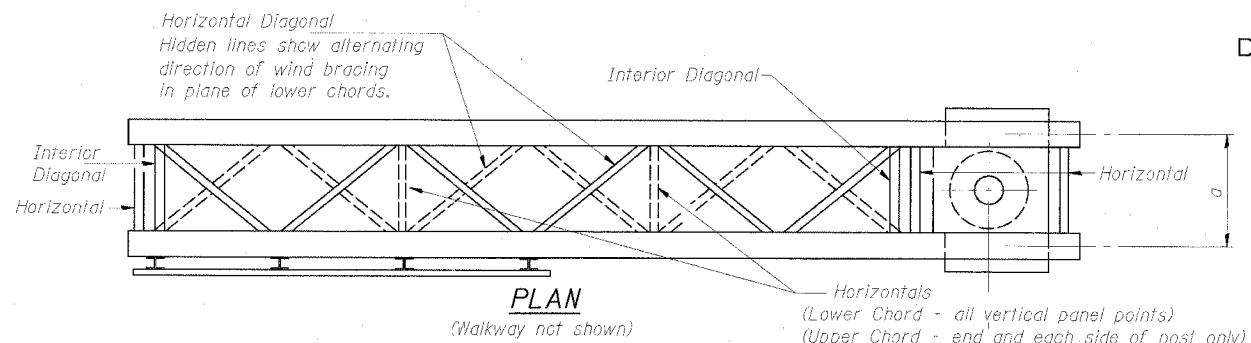 Horizontal Diagonal
Hidden lines show alternating
direction of wind bracing
in plane of lower chords.
D
Interior Diagonal
Interior
Diagonal
Horizontal
Horizontal
a
PLAN
(Walkway not shown)
Horizontals
(Lower Chord - all vertical panel points)
(Upper Chord - end and each side of post only)